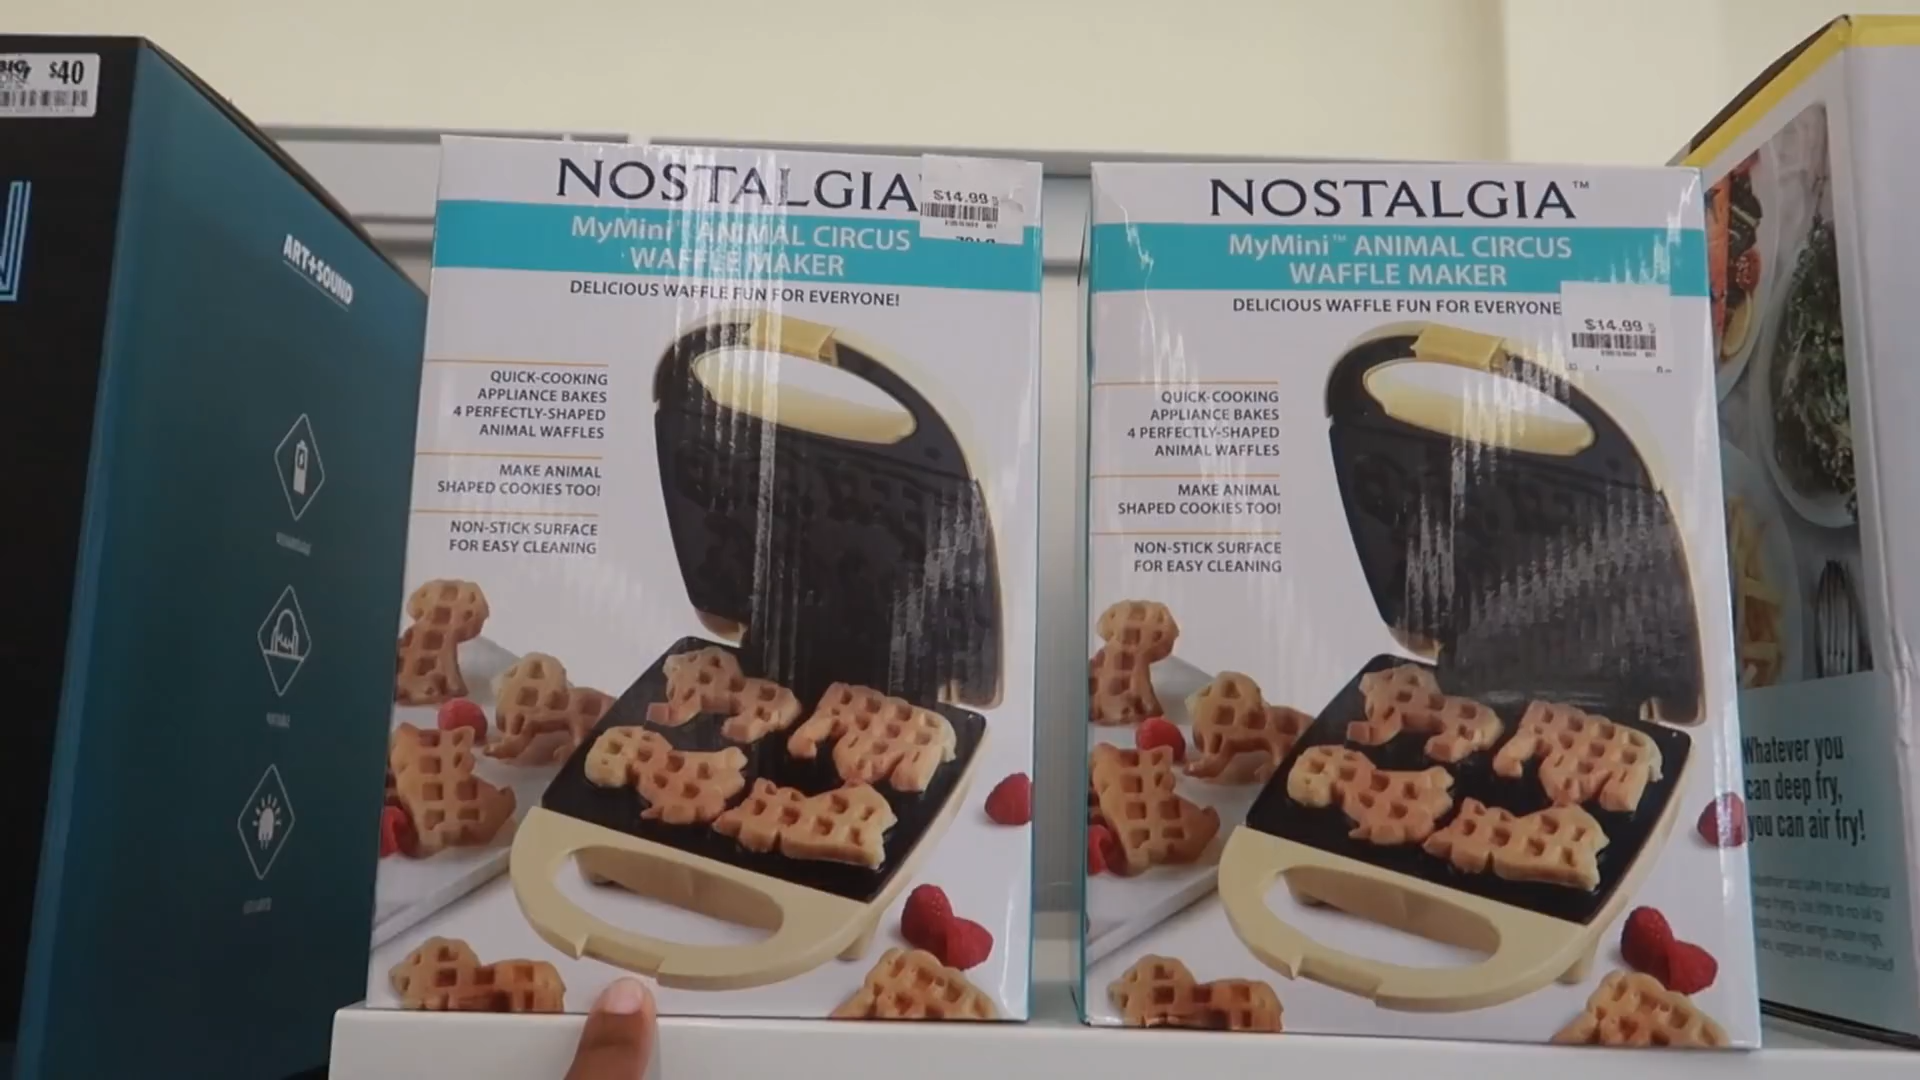 BIG $40
ART+SOUND
NOSTALGIA
$14.99
MyMini™ ANIMAL CIRCUS
WAFFLE MAKER
DELICIOUS WAFFLE FUN FOR EVERYONE!
QUICK-COOKING
APPLIANCE BAKES
4 PERFECTLY-SHAPED
ANIMAL WAFFLES
MAKE ANIMAL
SHAPED COOKIES TOO!
NON-STICK SURFACE
FOR EASY CLEANING
NOSTALGIA™
MyMini™ ANIMAL CIRCUS
WAFFLE MAKER
DELICIOUS WAFFLE FUN FOR EVERYONE
$14.99
QUICK-COOKING
APPLIANCE BAKES
4 PERFECTLY-SHAPED
ANIMAL WAFFLES
MAKE ANIMAL
SHAPED COOKIES TOO!
NON-STICK SURFACE
FOR EASY CLEANING
Whatever you
can deep fry,
you can air fry!